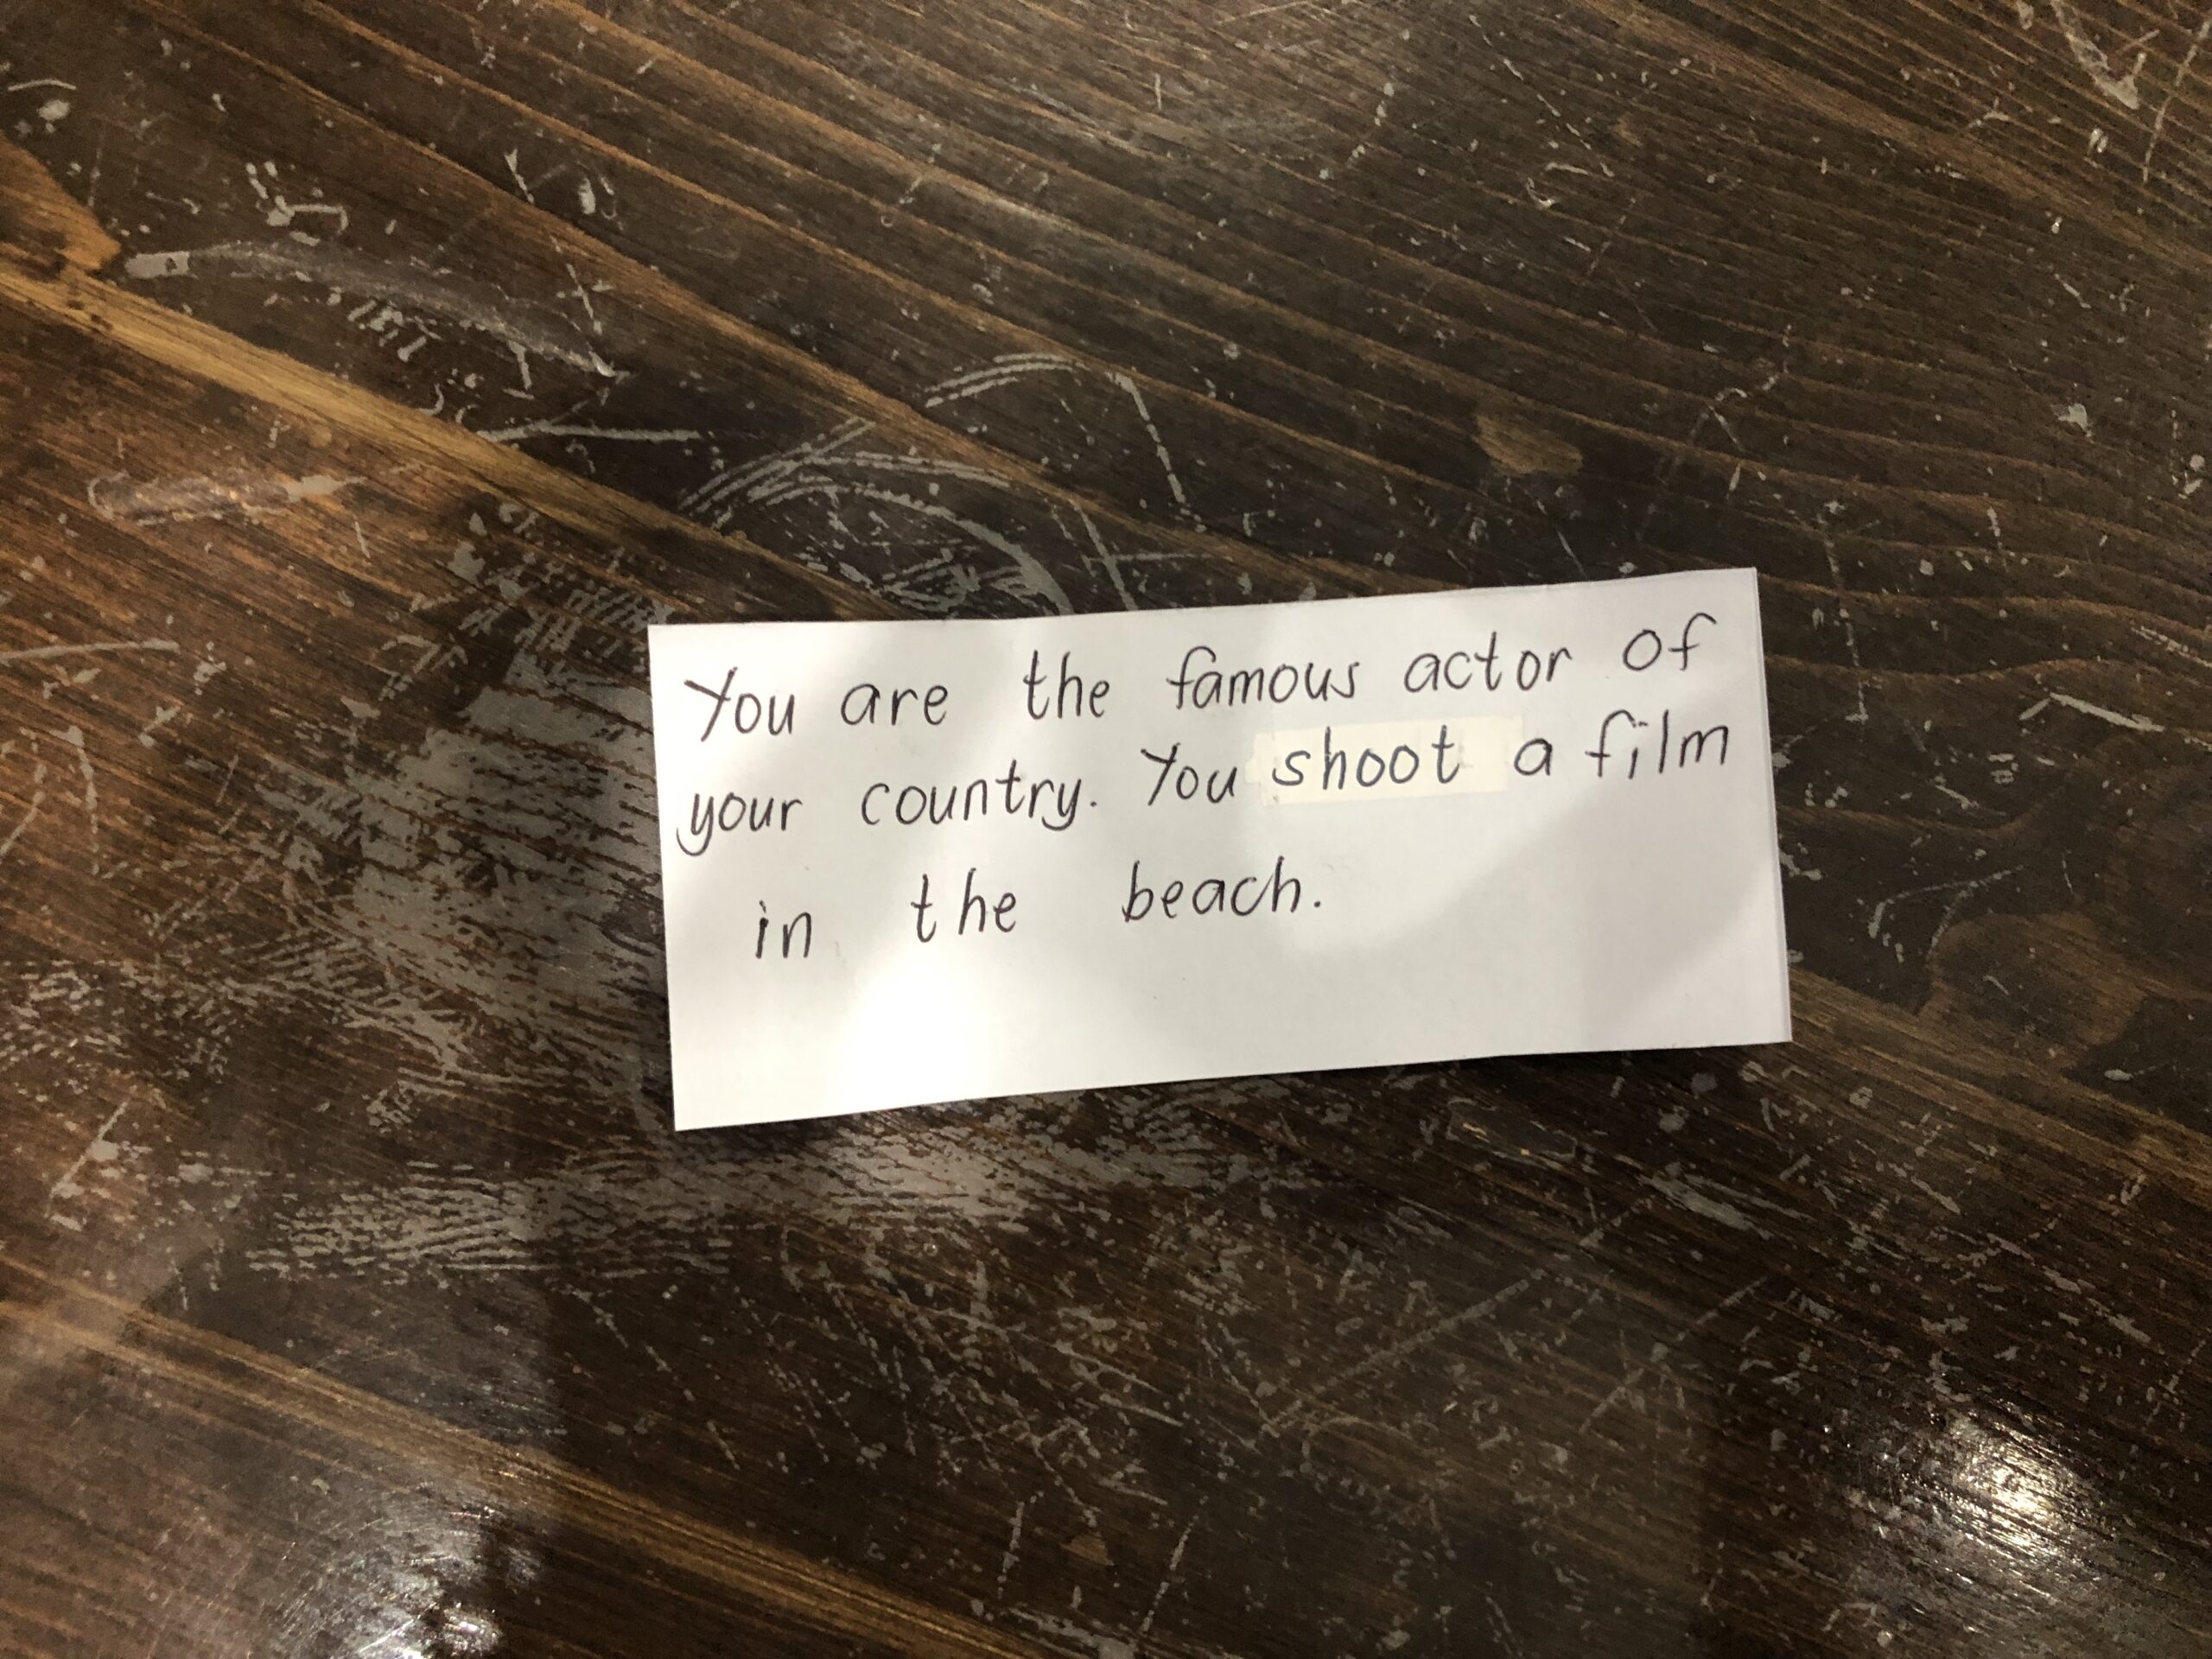 You are the famous actor of
your country. You shoot a film
in the beach.